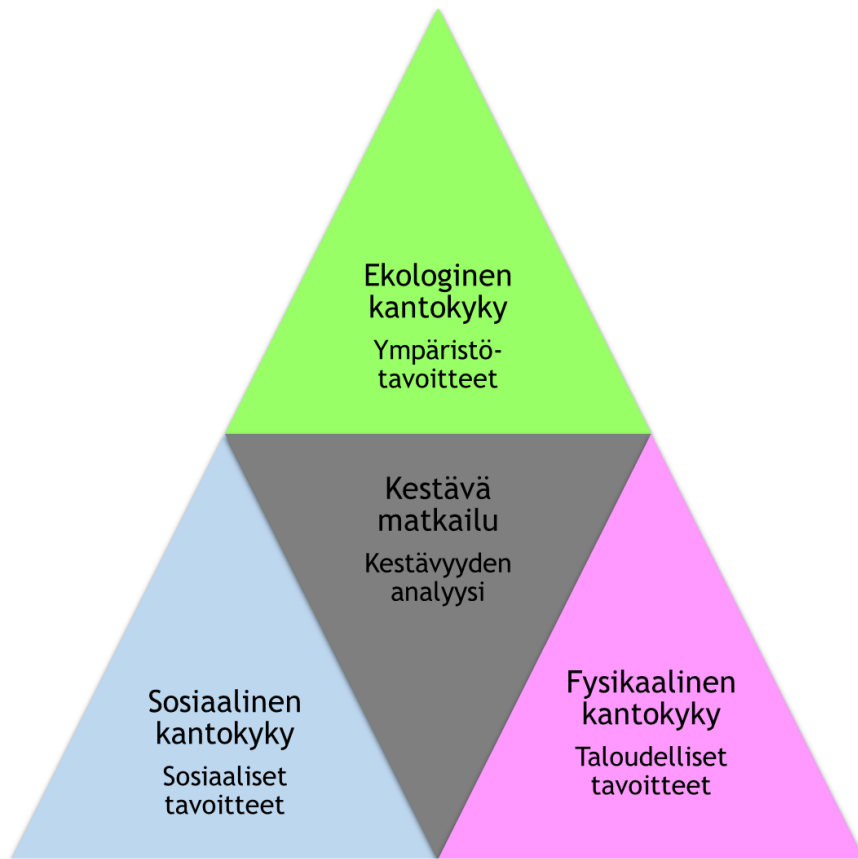 Ekologinen
kantokyky
Ympäristö-
tavoitteet
Kestävä
matkailu
Kestävyyden
analyysi
Sosiaalinen
kantokyky
Sosiaaliset
tavoitteet
Fysikaalinen
kantokyky
Taloudelliset
tavoitteet